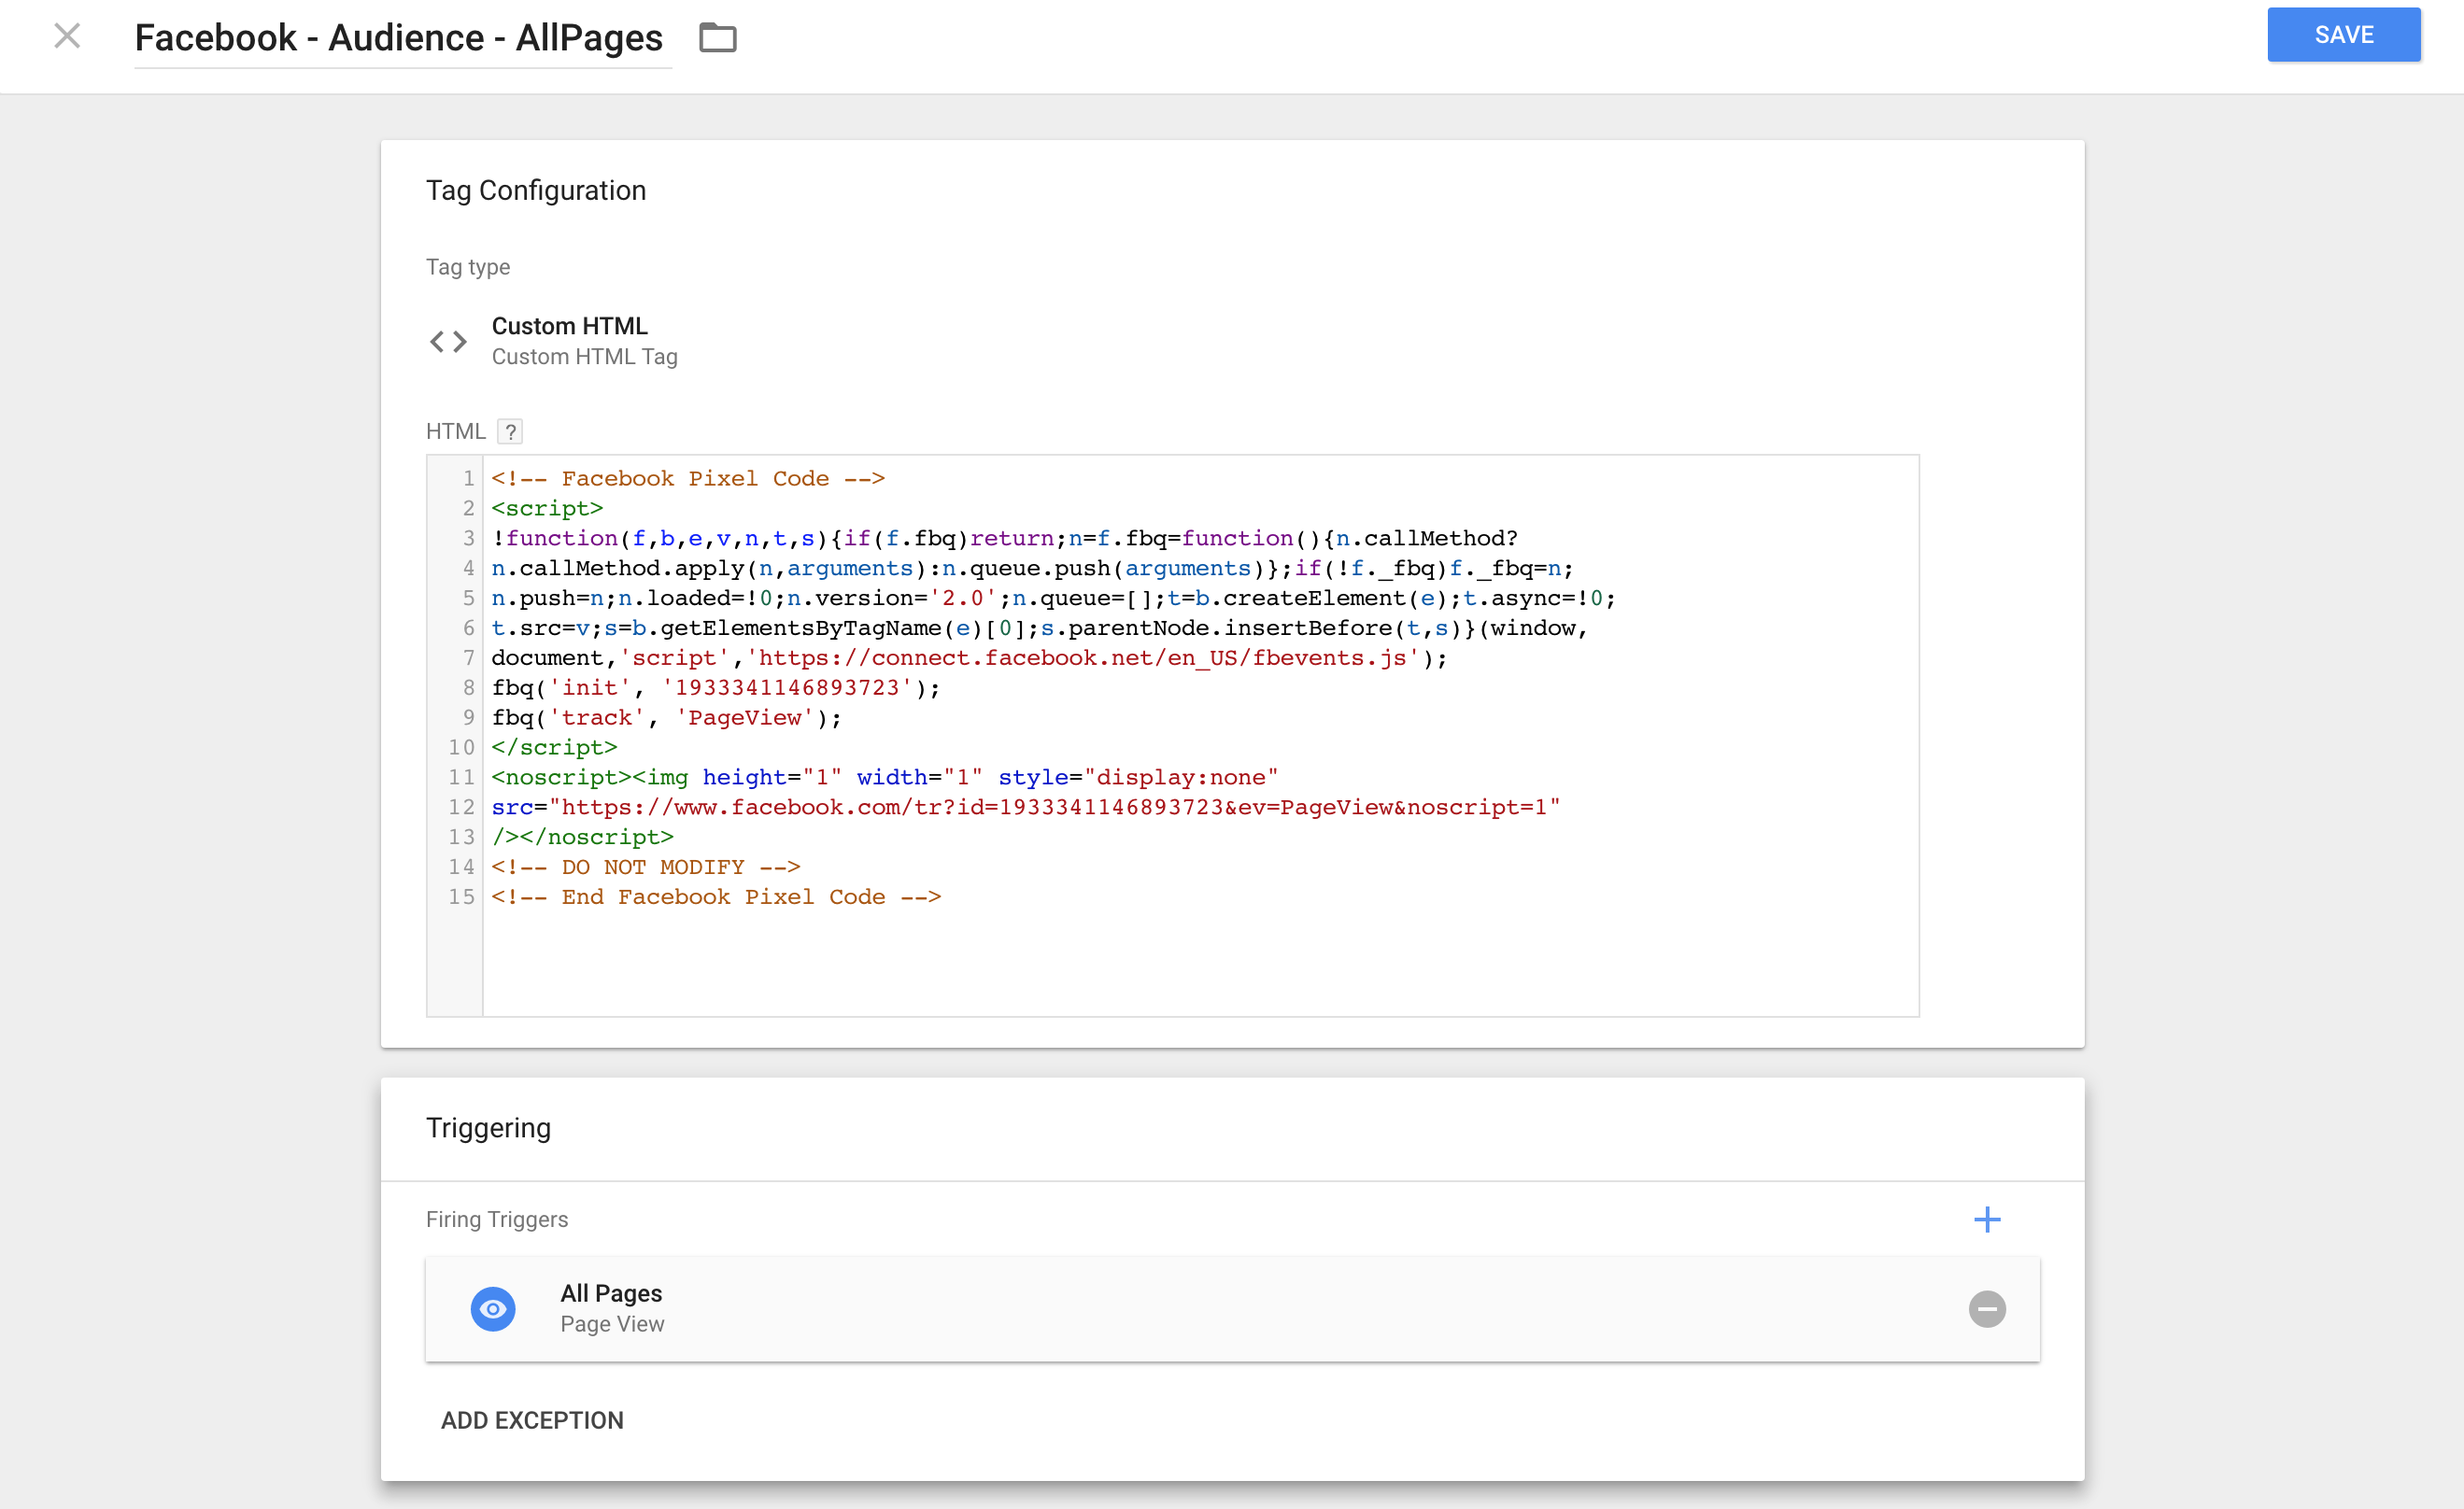 Facebook - Audience - AllPages
SAVE
Tag Configuration
Tag type
Custom HTML
Custom HTML Tag
HTML ?
1 <!-- Facebook Pixel Code -->
2 <script>
3 !function(f,b,e,v,n,t,s){if(f.fbq)return;n=f.fbq=function(){n.callMethod?
4 n.callMethod.apply(n,arguments):n.queue.push(arguments)};if(!f._fbq)f._fbq=n;
5 n.push=n;n.loaded=!0;n.version='2.0';n.queue=[];t=b.createElement(e);t.async=!0;
6 t.src=v;s=b.getElementsByTagName(e)[0];s.parentNode.insertBefore(t,s)}(window,
7 document,'script','https://connect.facebook.net/en_US/fbevents.js');
8 fbq('init', '1933341146893723');
9 fbq('track', 'PageView');
10 </script>
11 <noscript><img height="1" width="1" style="display:none"
12 src="https://www.facebook.com/tr?id=1933341146893723&ev=PageView&noscript=1"
13 /></noscript>
14 <!-- DO NOT MODIFY -->
15 <!-- End Facebook Pixel Code -->
Triggering
Firing Triggers
All Pages
Page View
ADD EXCEPTION